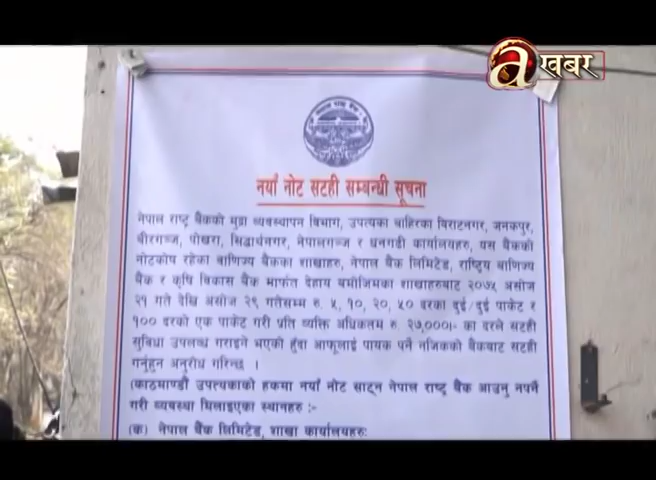 a खबर
नयाँ नोट सटही सम्बन्धी सूचना
नेपाल राष्ट्र बैंकको मुद्रा व्यवस्थापन विभाग, उपत्यका बाहिरका विराटनगर, जनकपुर,
वीरगञ्ज, पोखरा, सिद्धार्थनगर, नेपालगञ्ज र धनगढी कार्यालयहरु, यस बैंकको
नोटकोष रहेका वाणिज्य बैंकका शाखाहरु, नेपाल बैंक लिमिटेड, राष्ट्रिय वाणिज्य
बैंक र कृषि विकास बैंक मार्फत देहाय बमोजिमका शाखाहरुबाट २०७५ असोज
२१ गते देखि असोज २९ गतेसम्म रु. ५, १०, २०, ५० दरका दुई/दुई पाकेट र
१०० दरको एक पाकेट गरी प्रति व्यक्ति अधिकतम रु. २७,०००।- का दरले सटही
सुविधा उपलब्ध गराइने भएको हुँदा आफूलाई पायक पर्ने नजिकको बैंकबाट सटही
गर्नुहुन अनुरोध गरिन्छ ।
(काठमाण्डौ उपत्यकाको हकमा नयाँ नोट साट्न नेपाल राष्ट्र बैंक आउनु नपर्ने
गरी व्यवस्था मिलाइएका स्थानहरु :-
(क) नेपाल बैंक लिमिटेड, शाखा कार्यालयहरु: